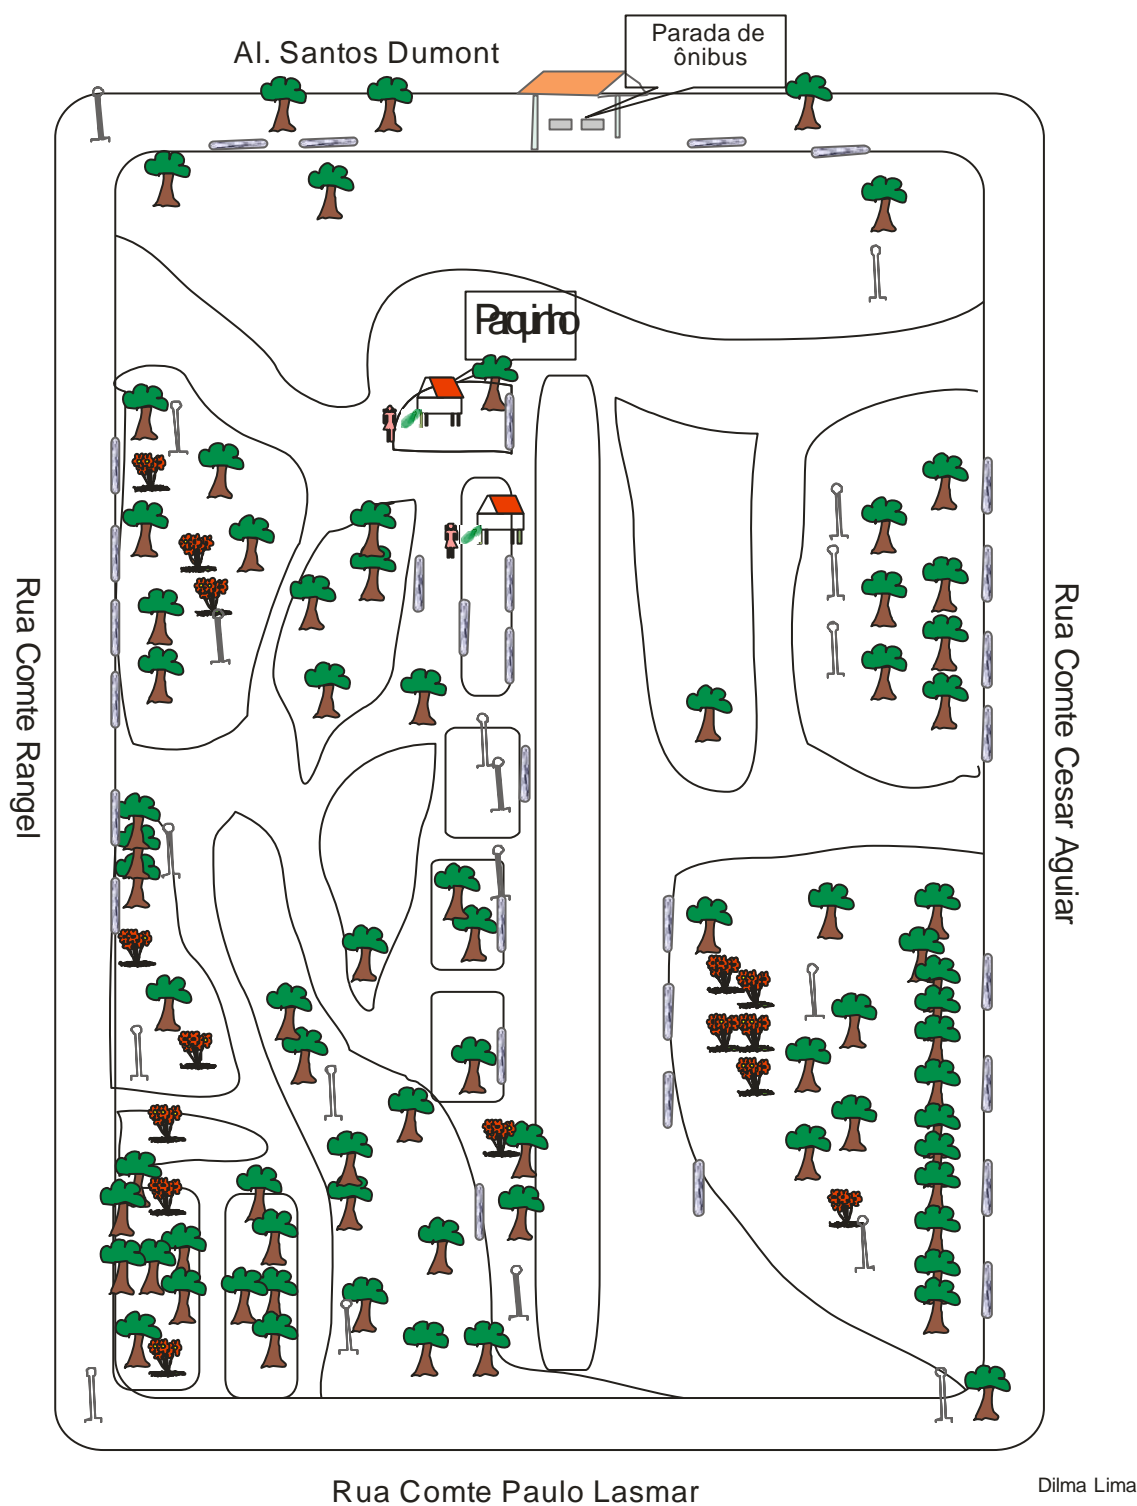 Parada de
ônibus
Al. Santos Dumont
Parquinho
Rua Comte Rangel
Rua Comte Cesar Aguiar
Rua Comte Paulo Lasmar
Dilma Lima